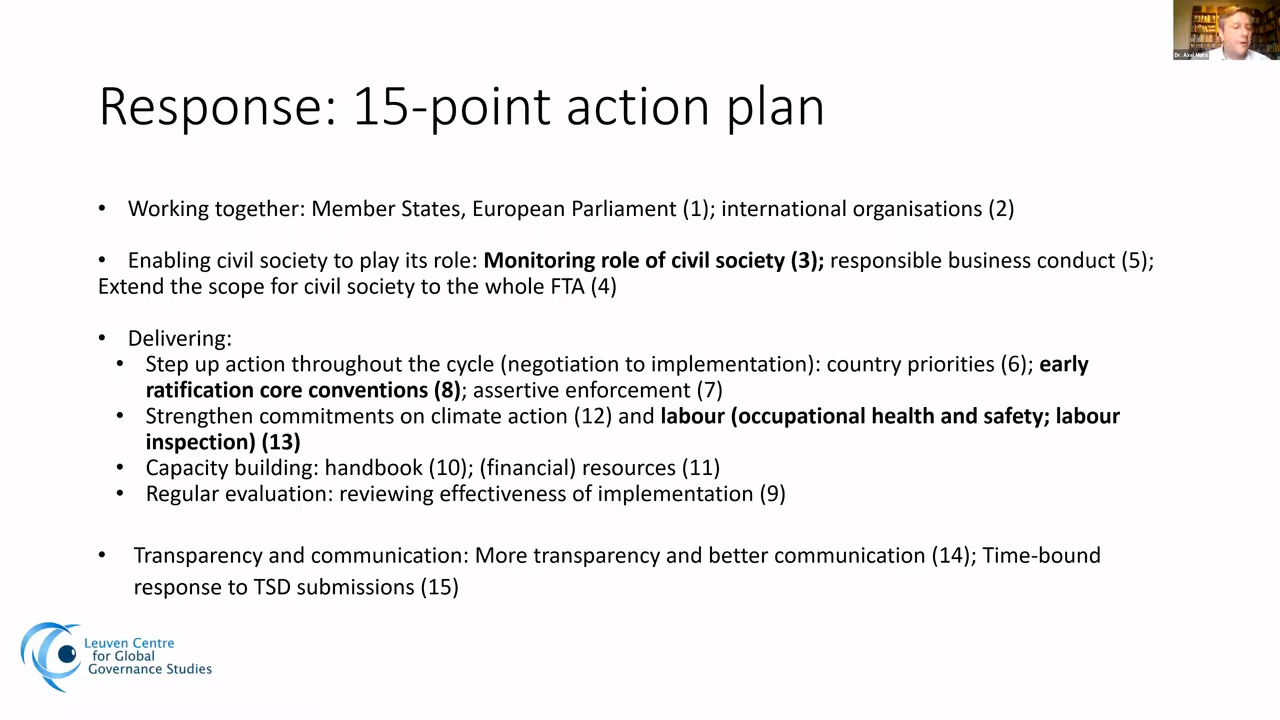 Dr. Axel Marx
Response: 15-point action plan
• Working together: Member States, European Parliament (1); international organisations (2)
• Enabling civil society to play its role: Monitoring role of civil society (3); responsible business conduct (5);
Extend the scope for civil society to the whole FTA (4)
• Delivering:
• Step up action throughout the cycle (negotiation to implementation): country priorities (6); early
ratification core conventions (8); assertive enforcement (7)
• Strengthen commitments on climate action (12) and labour (occupational health and safety; labour
inspection) (13)
• Capacity building: handbook (10); (financial) resources (11)
• Regular evaluation: reviewing effectiveness of implementation (9)
• Transparency and communication: More transparency and better communication (14); Time-bound
response to TSD submissions (15)
Leuven Centre
for Global
Governance Studies